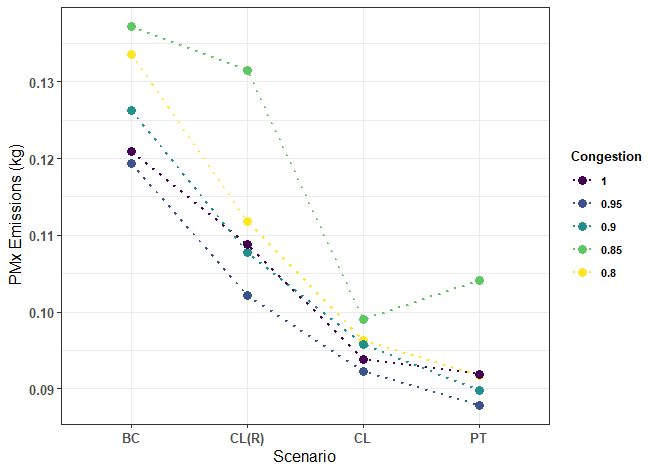 PMx Emissions (kg)
0.13
0.12
0.11
0.10
0.09
BC
CL(R)
CL
PT
Scenario
Congestion
1
0.95
0.9
0.85
0.8